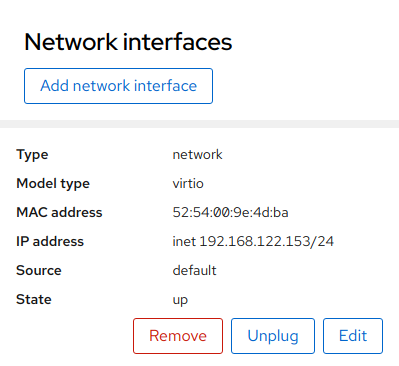 Network interfaces
Add network interface
Type network
Model type virtio
MAC address 52:54:00:9e:4d:ba
IP address inet 192.168.122.153/24
Source default
State up
Remove Unplug Edit